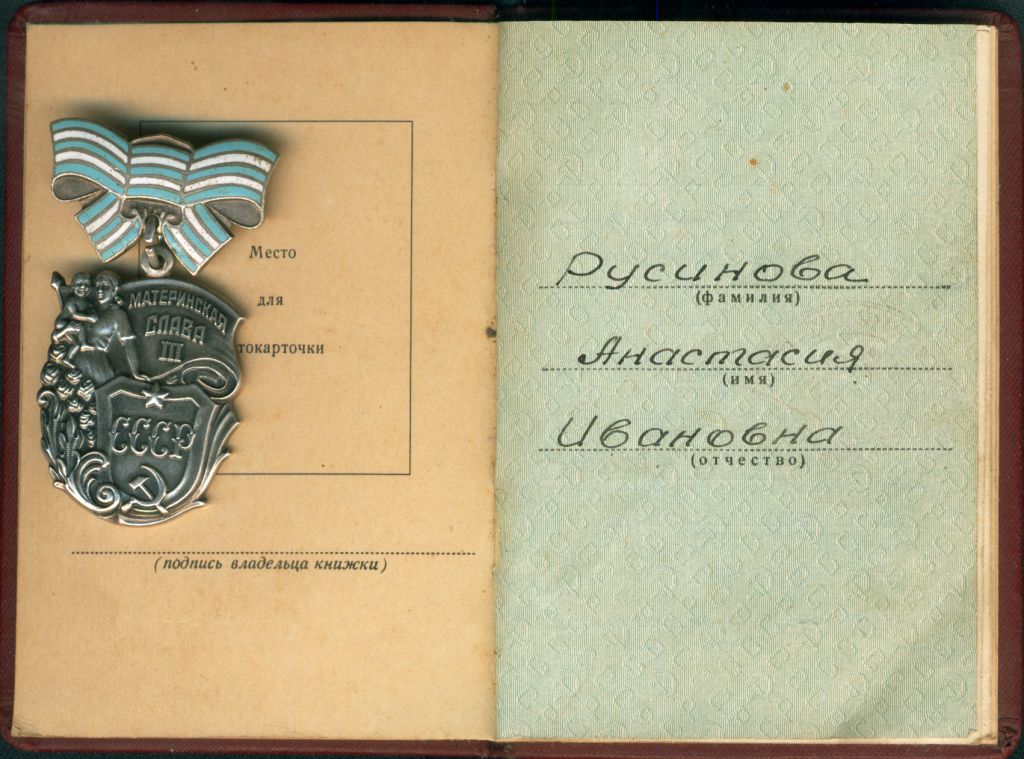 МАТЕРИНСКАЯ
СЛАВА
III
СССР
Место
для
токарточки
(подпись владельца книжки)
Русинова
(фамилия)
Анастасия
(имя)
Ивановна
(отчество)